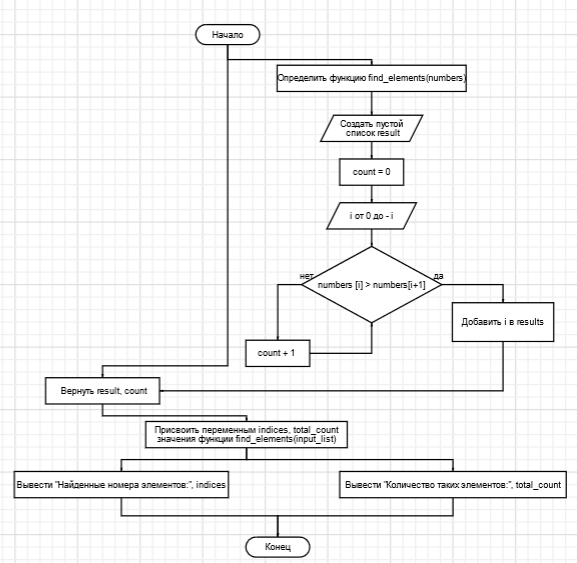 Начало
Определить функцию find_elements(numbers)
Создать пустой
список result
count = 0
i от 0 до - i
нет
да
numbers [i] > numbers[i+1]
Добавить i в results
count + 1
Вернуть result, count
Присвоить переменным indices, total_count
значения функции find_elements(input_list)
Вывести "Найденные номера элементов:", indices
Вывести "Количество таких элементов:", total_count
Конец